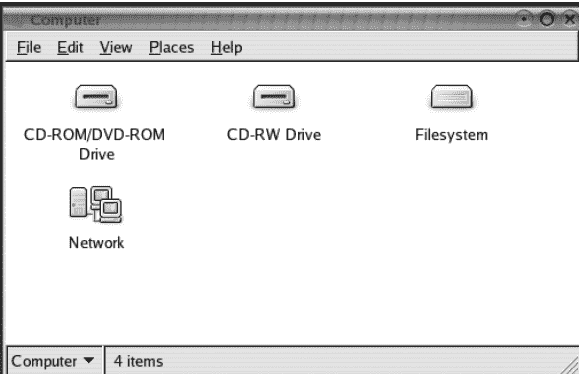 Computer
File Edit View Places Help
CD-ROM/DVD-ROM
Drive
CD-RW Drive
Filesystem
Network
Computer
4 items